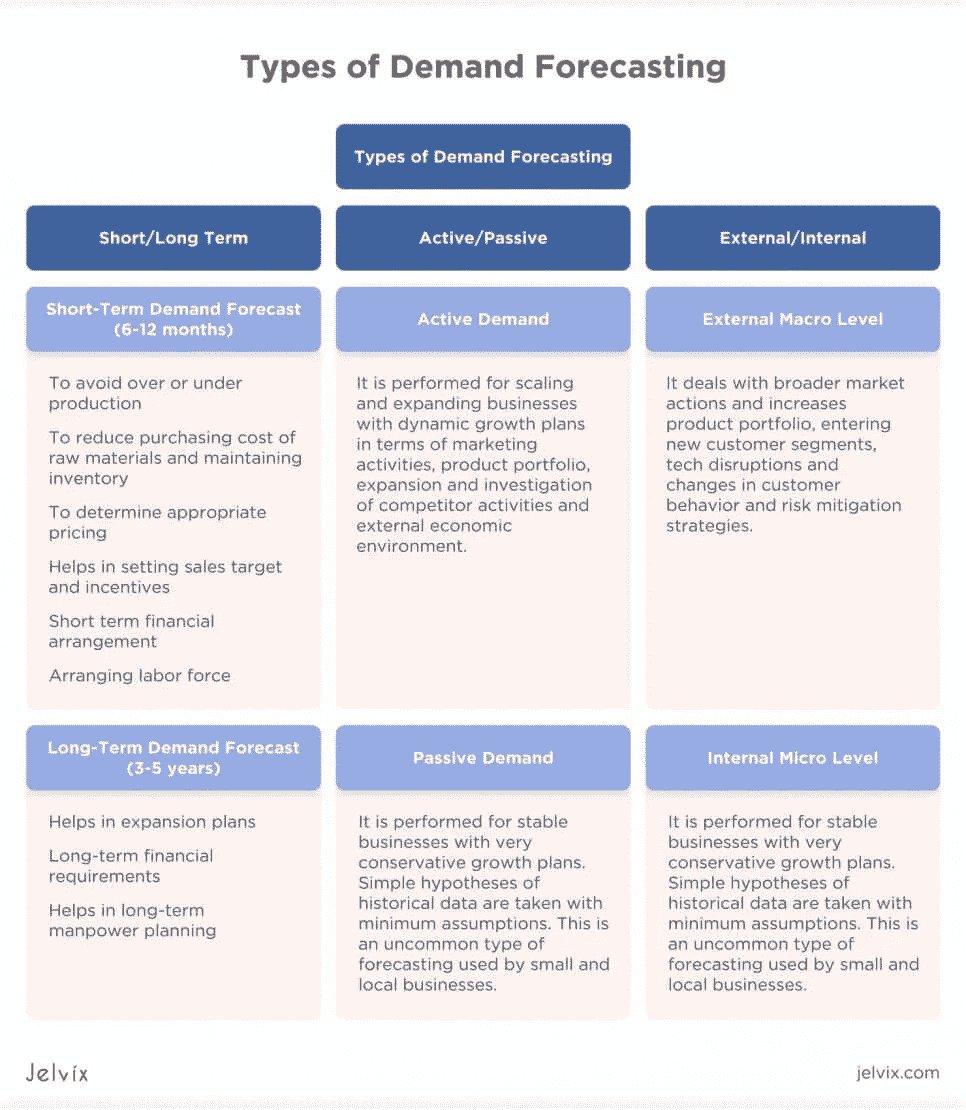 Types of Demand Forecasting
Types of Demand Forecasting
Short/Long Term
Active/Passive
External/Internal
Short-Term Demand Forecast
(6-12 months)
To avoid over or under
production
To reduce purchasing cost of
raw materials and maintaining
inventory
To determine appropriate
pricing
Helps in setting sales target
and incentives
Short term financial
arrangement
Arranging labor force
Active Demand
It is performed for scaling
and expanding businesses
with dynamic growth plans
in terms of marketing
activities, product portfolio,
expansion and investigation
of competitor activities and
external economic
environment.
External Macro Level
It deals with broader market
actions and increases
product portfolio, entering
new customer segments,
tech disruptions and
changes in customer
behavior and risk mitigation
strategies.
Long-Term Demand Forecast
(3-5 years)
Helps in expansion plans
Long-term financial
requirements
Helps in long-term
manpower planning
Passive Demand
It is performed for stable
businesses with very
conservative growth plans.
Simple hypotheses of
historical data are taken with
minimum assumptions. This is
an uncommon type of
forecasting used by small and
local businesses.
Internal Micro Level
It is performed for stable
businesses with very
conservative growth plans.
Simple hypotheses of
historical data are taken with
minimum assumptions. This is
an uncommon type of
forecasting used by small and
local businesses.
Jelvix
jelvix.com